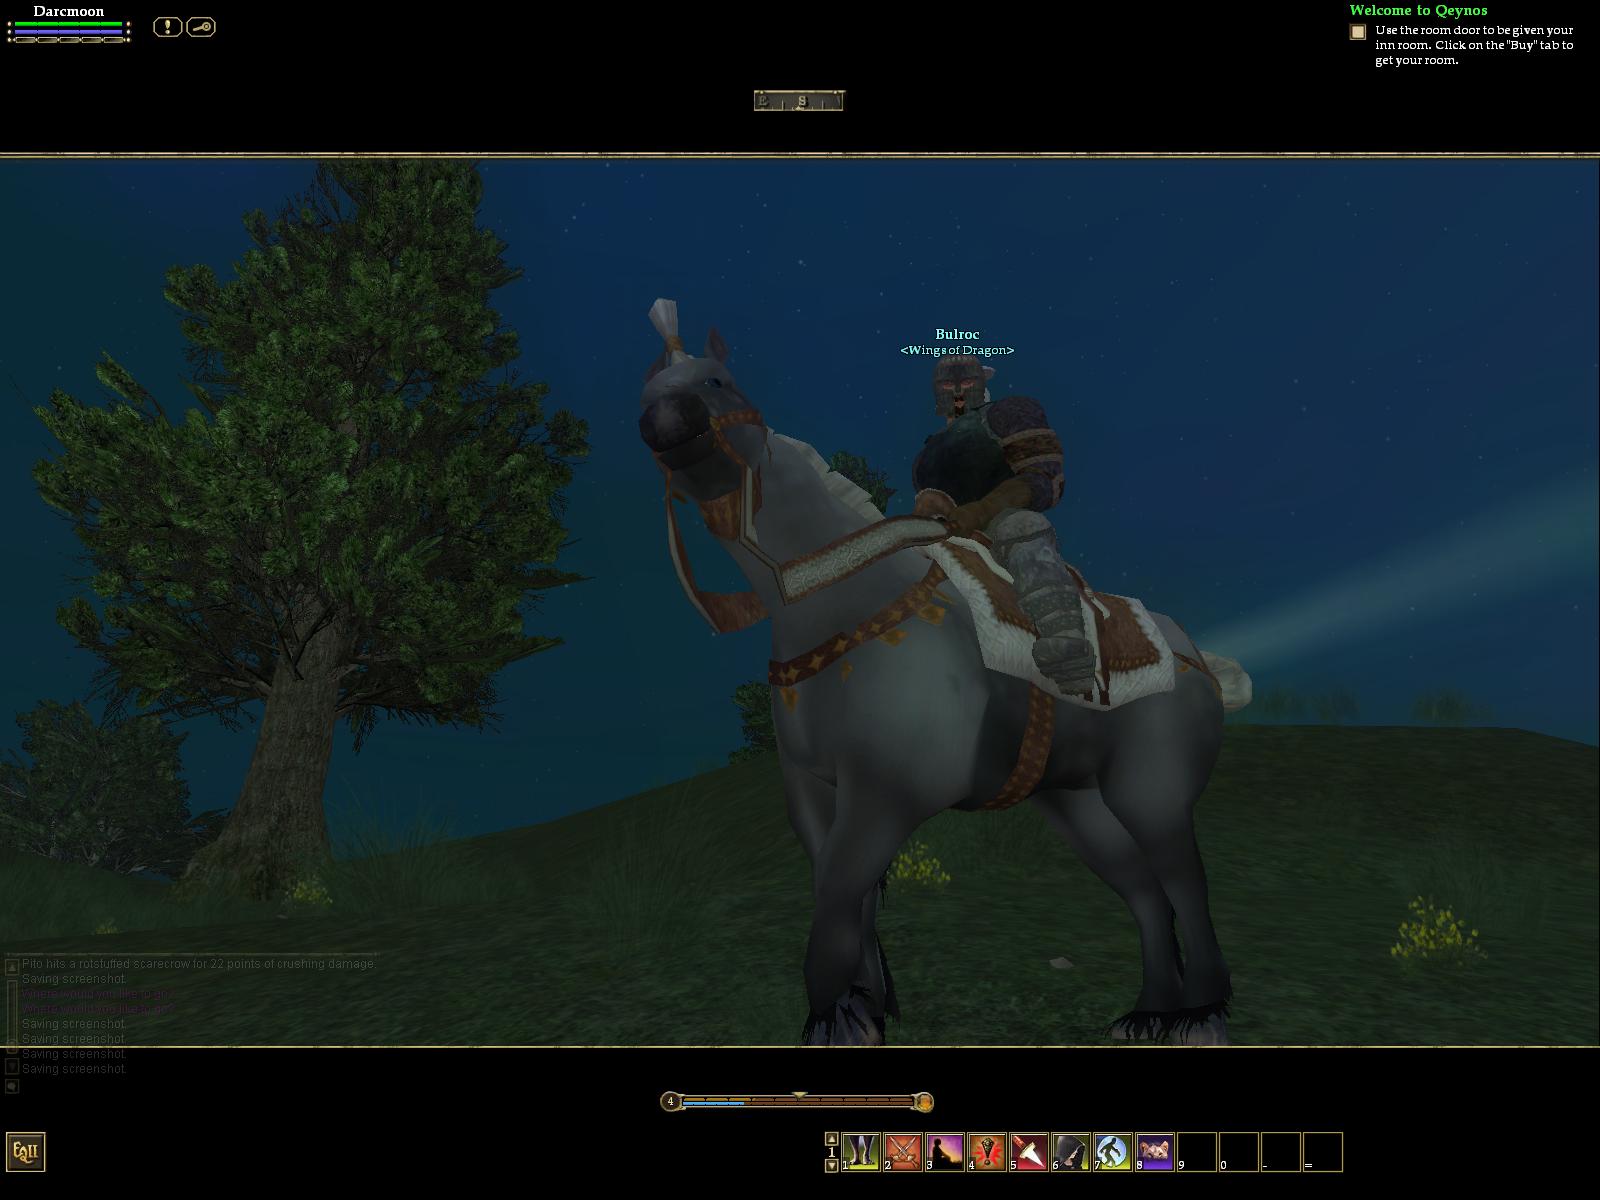 Darcmoon
Welcome to Qeynos
Use the room door to be given your
inn room. Click on the "Buy" tab to
get your room.
E S
Bulroc
<Wings of Dragon>
Pito hits a rotstuffed scarecrow for 22 points of crushing damage.
Saving screenshot.
Where would you like to go?
Where would you like to go?
Saving screenshot.
Saving screenshot.
Saving screenshot.
Saving screenshot.
4
EQII
1
1 2 3 4 5 6 7 8 9 0 - =